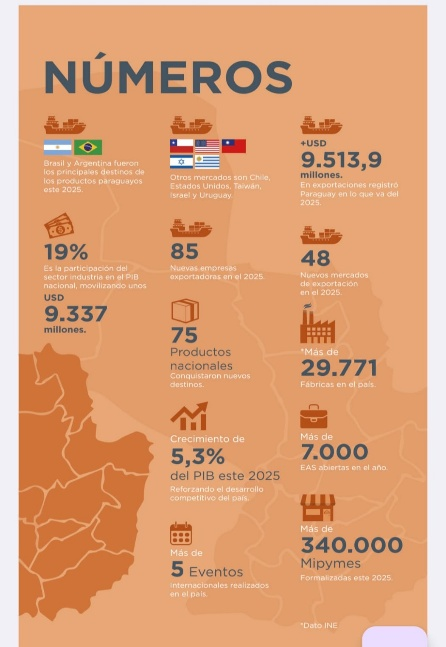 NÚMEROS
Brasil y Argentina fueron
los principales destinos de
los productos paraguayos
este 2025.
Otros mercados son Chile,
Estados Unidos, Taiwán,
Israel y Uruguay.
+USD
9.513,9
millones.
En exportaciones registró
Paraguay en lo que va del
2025.
19%
Es la participación del
sector industria en el PIB
nacional, movilizando unos
USD
9.337
millones.
85
Nuevas empresas
exportadoras en el 2025.
48
Nuevos mercados
de exportación
en el 2025.
75
Productos
nacionales
Conquistaron nuevos
destinos.
*Más de
29.771
Fábricas en el país.
Crecimiento de
5,3%
del PIB este 2025
Reforzando el desarrollo
competitivo del país.
Más de
7.000
EAS abiertas en el año.
Más de
5 Eventos
Internacionales realizados
en el país.
Más de
340.000
Mipymes
Formalizadas este 2025.
*Dato INE